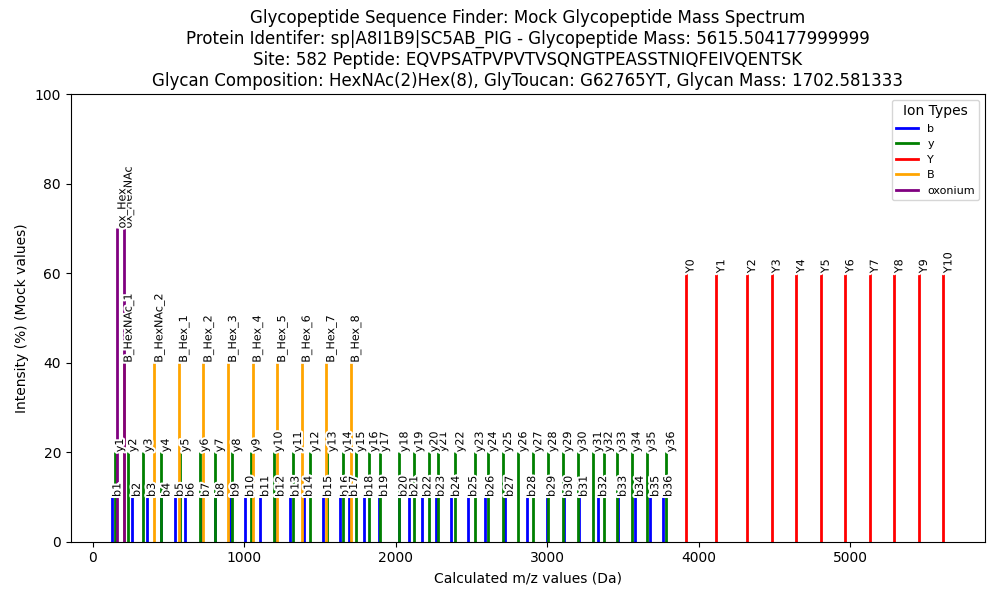 Glycopeptide Sequence Finder: Mock Glycopeptide Mass Spectrum
Protein Identifer: sp|A8I1B9|SC5AB_PIG - Glycopeptide Mass: 5615.504177999999
Site: 582 Peptide: EQVPSATPVPVTVSQNGTPEASSTNIQFEIVQENTSK
Glycan Composition: HexNAc(2)Hex(8), GlyToucan: G62765YT, Glycan Mass: 1702.581333
Intensity (%) (Mock values)
100
80
60
40
20
0
Ion Types
b
y
Y
B
oxonium
ox_Hex
ox_HexNAc
Y0
Y1
Y2
Y3
Y4
Y5
Y6
Y7
Y8
Y9
Y10
B_HexNAc_1
B_HexNAc_2
B_Hex_1
B_Hex_2
B_Hex_3
B_Hex_4
B_Hex_5
B_Hex_6
B_Hex_7
B_Hex_8
y1
y2
y3
y4
y5
y6
y7
y8
y9
y10
y11
y12
y13
y14
y15
y16
y17
y18
y19
y20
y21
y22
y23
y24
y25
y26
y27
y28
y29
y30
y31
y32
y33
y34
y35
y36
b1
b2
b3
b4
b5
b6
b7
b8
b9
b10
b11
b12
b13
b14
b15
b16
b17
b18
b19
b20
b21
b22
b23
b24
b25
b26
b27
b28
b29
b30
b31
b32
b33
b34
b35
b36
0
1000
2000
3000
4000
5000
Calculated m/z values (Da)